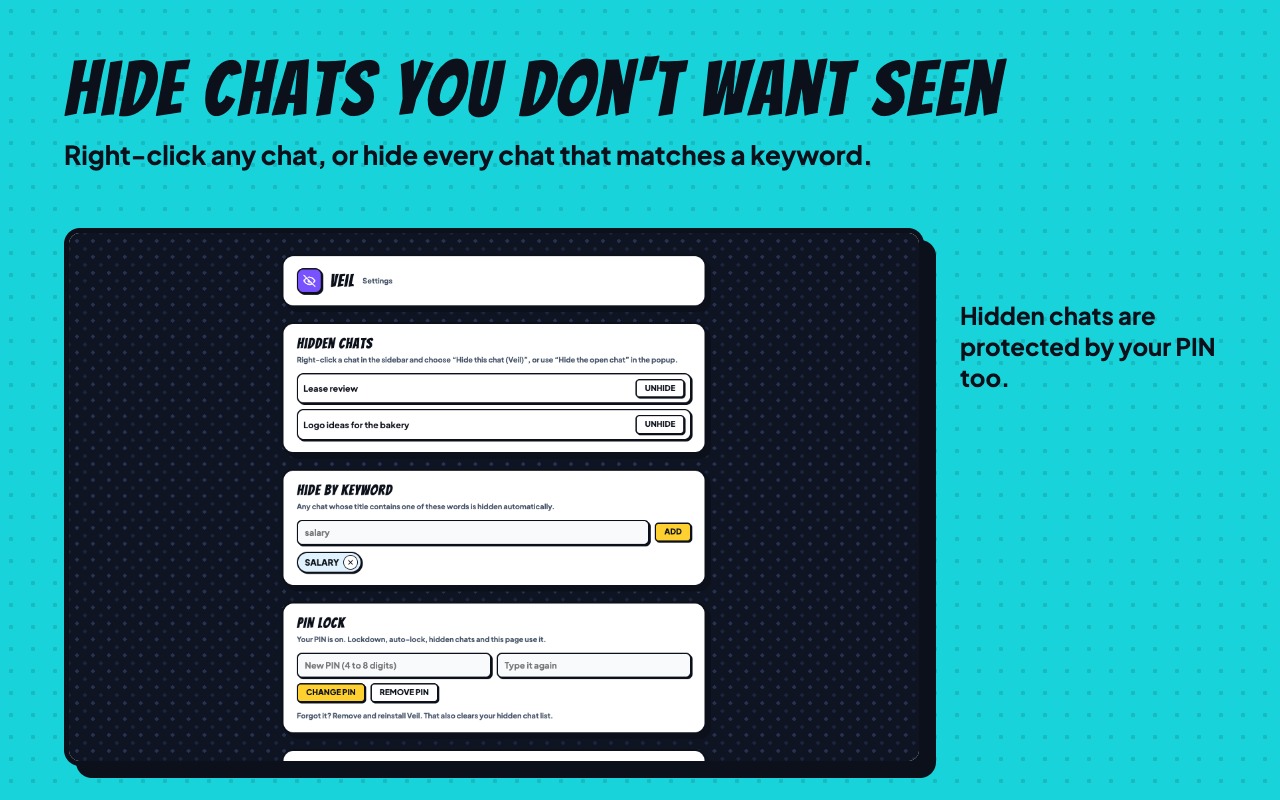 HIDE CHATS YOU DON'T WANT SEEN
Right-click any chat, or hide every chat that matches a keyword.
VEIL Settings
HIDDEN CHATS
Right-click a chat in the sidebar and choose “Hide this chat (Veil)”, or use “Hide the open chat” in the popup.
Lease review UNHIDE
Logo ideas for the bakery UNHIDE
HIDE BY KEYWORD
Any chat whose title contains one of these words is hidden automatically.
salary ADD
SALARY ×
PIN LOCK
Your PIN is on. Lockdown, auto-lock, hidden chats and this page use it.
New PIN (4 to 8 digits) Type it again
CHANGE PIN REMOVE PIN
Forgot it? Remove and reinstall Veil. That also clears your hidden chat list.
Hidden chats are
protected by your PIN
too.